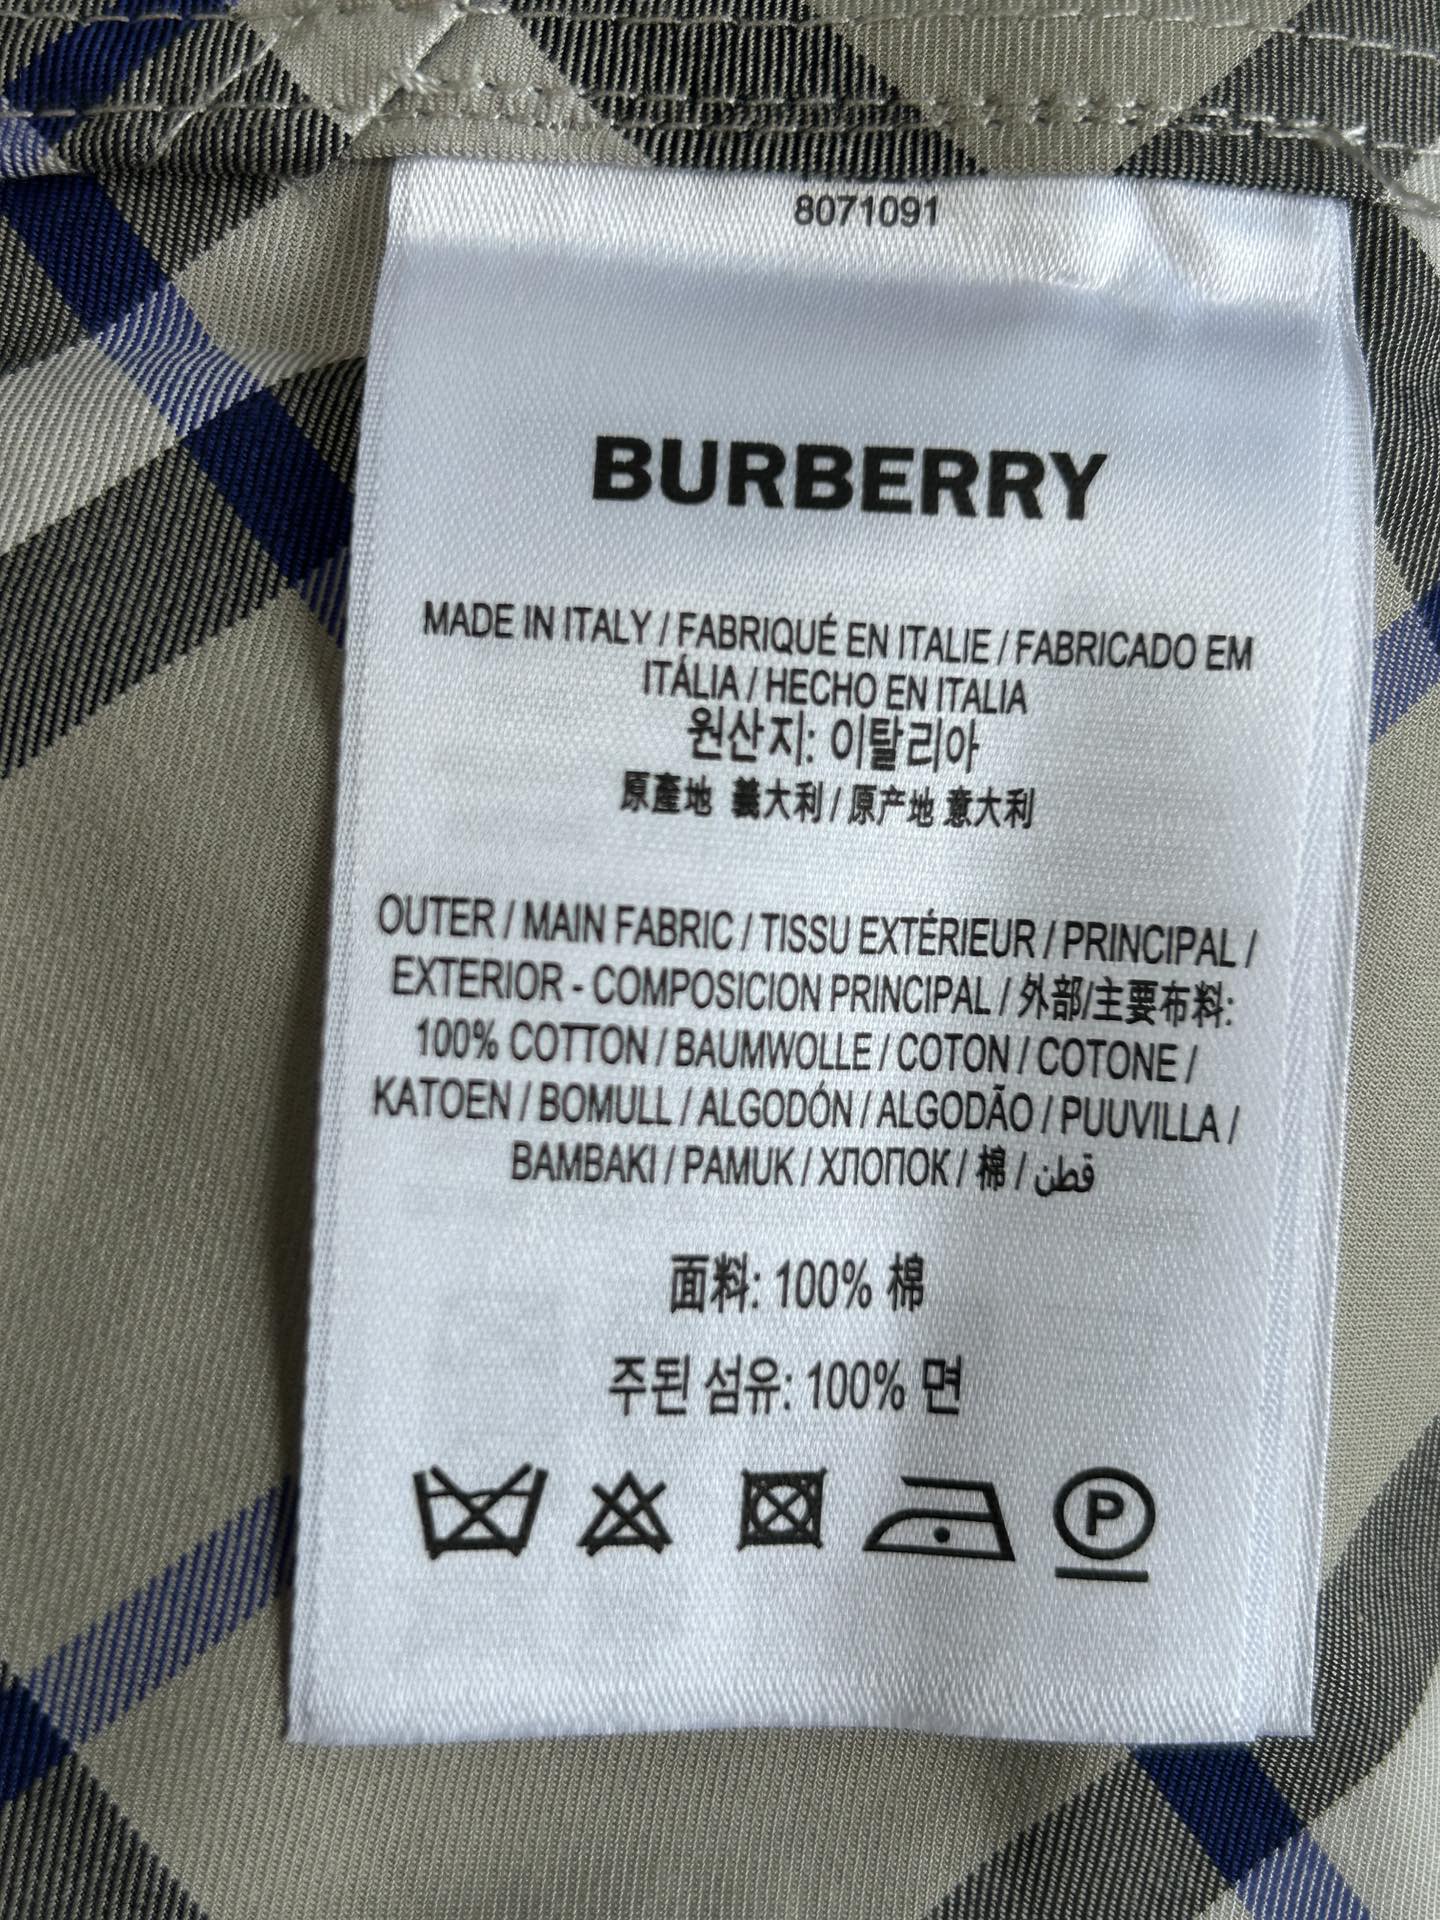 8071091
BURBERRY
MADE IN ITALY / FABRIQUÉ EN ITALIE / FABRICADO EM
ITÁLIA / HECHO EN ITALIA
원산지: 이탈리아
原產地 義大利 / 原产地 意大利
OUTER / MAIN FABRIC / TISSU EXTÉRIEUR / PRINCIPAL /
EXTERIOR - COMPOSICION PRINCIPAL / 外部/主要布料:
100% COTTON / BAUMWOLLE / COTON / COTONE /
KATOEN / BOMULL / ALGODÓN / ALGODÃO / PUUVILLA /
BAMBAKI / PAMUK / ХЛОПОК / 棉 / قطن
面料: 100% 棉
주된 섬유: 100% 면
P